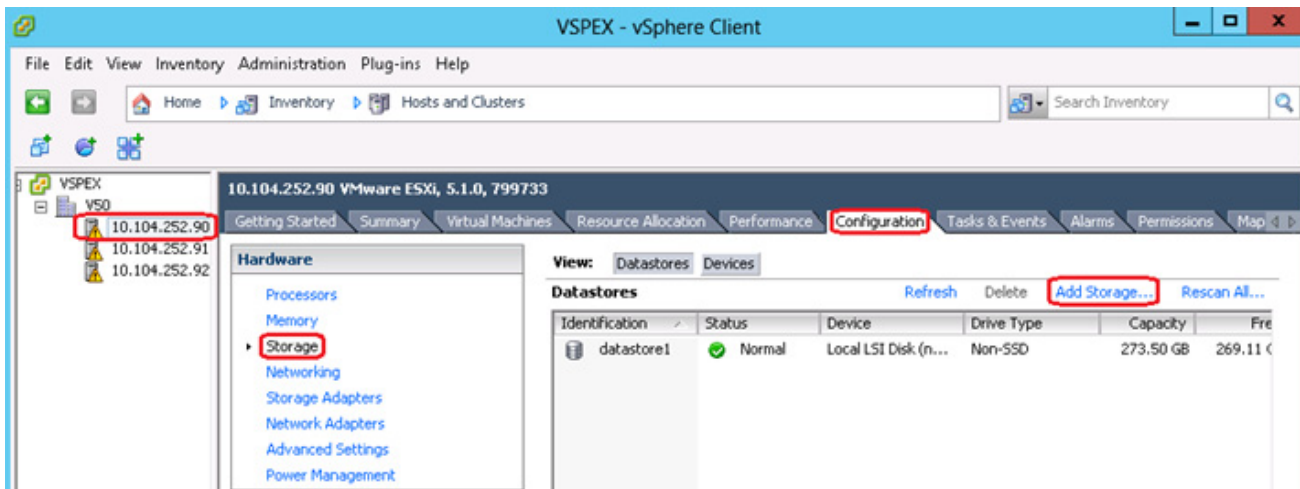 VSPEX - vSphere Client
File Edit View Inventory Administration Plug-ins Help
Home Inventory Hosts and Clusters
Search Inventory
VSPEX
VS0
10.104.252.90
10.104.252.91
10.104.252.92
10.104.252.90 VMware ESXi, 5.1.0, 799733
Getting Started Summary Virtual Machines Resource Allocation Performance Configuration Tasks & Events Alarms Permissions Map
Hardware
Processors
Memory
Storage
Networking
Storage Adapters
Network Adapters
Advanced Settings
Power Management
View: Datastores Devices
Datastores Refresh Delete Add Storage... Rescan All...
Identification Status Device Drive Type Capacity Fre
datastore1 Normal Local LSI Disk (n... Non-SSD 273.50 GB 269.11